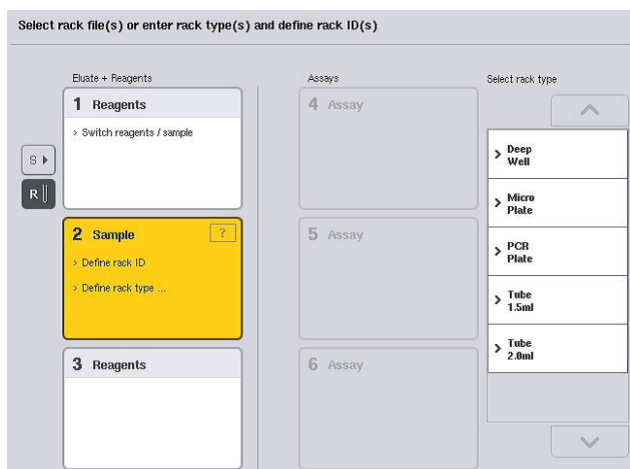 Select rack file(s) or enter rack type(s) and define rack ID(s)
Eluate + Reagents
Assays
Select rack type
1 Reagents
> Switch reagents / sample
S
R
2 Sample ?
> Define rack ID
> Define rack type ...
3 Reagents
4 Assay
5 Assay
6 Assay
> Deep
Well
> Micro
Plate
> PCR
Plate
> Tube
1.5ml
> Tube
2.0ml